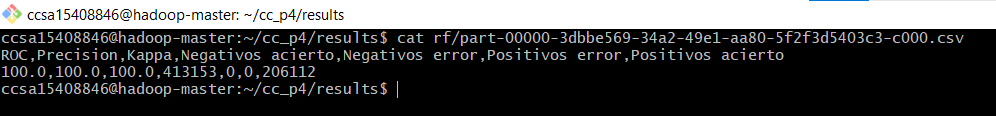 ccsa15408846@hadoop-master: ~/cc_p4/results
ccsa15408846@hadoop-master:~/cc_p4/results$ cat rf/part-00000-3dbbe569-34a2-49e1-aa80-5f2f3d5403c3-c000.csv
ROC,Precision,Kappa,Negativos acierto,Negativos error,Positivos error,Positivos acierto
100.0,100.0,100.0,413153,0,0,206112
ccsa15408846@hadoop-master:~/cc_p4/results$